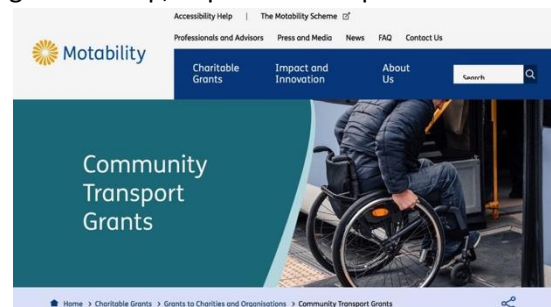 Accessibility Help | The Motability Scheme
Professionals and Advisors Press and Media News FAQ Contact Us
Motability
Charitable Grants
Impact and Innovation
About Us
Search
Community
Transport
Grants
Home > Charitable Grants > Grants to Charities and Organisations > Community Transport Grants